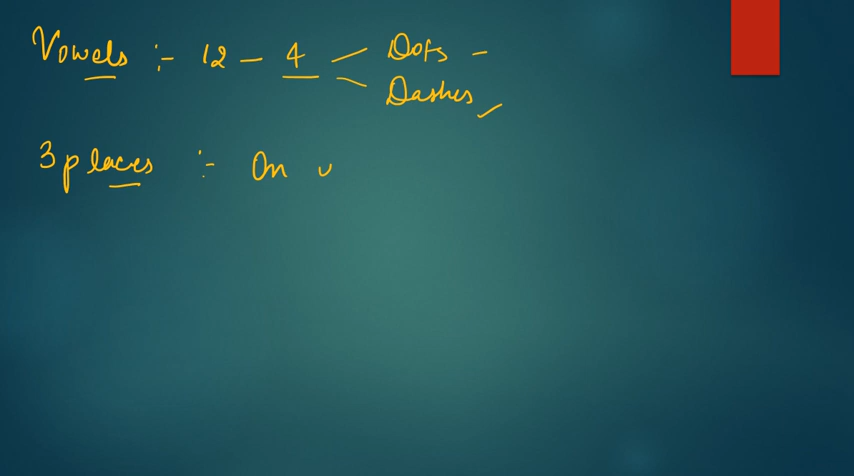 Vowels :- 12 - 4 - Dots -
- Dashes ✓
3 places :- On